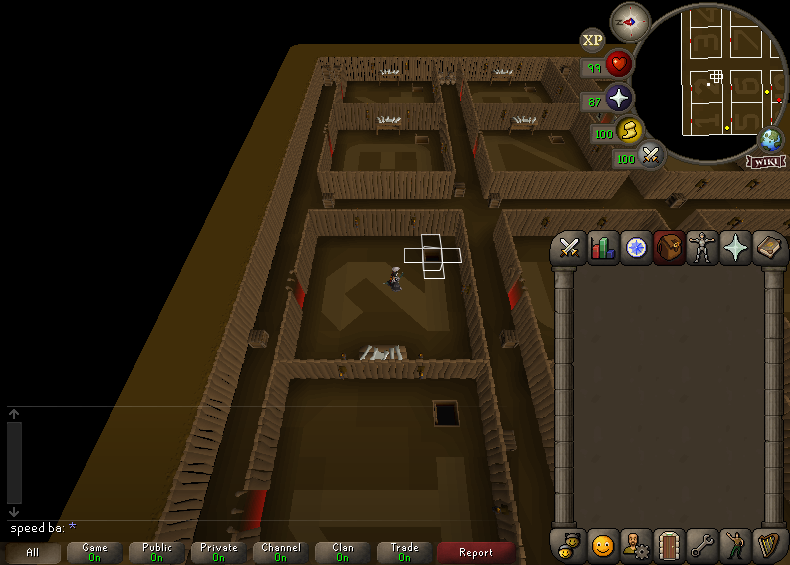 XP
99
87
100
100
WIKI
speed ba: *
All
Game
On
Public
On
Private
On
Channel
On
Clan
On
Trade
On
Report